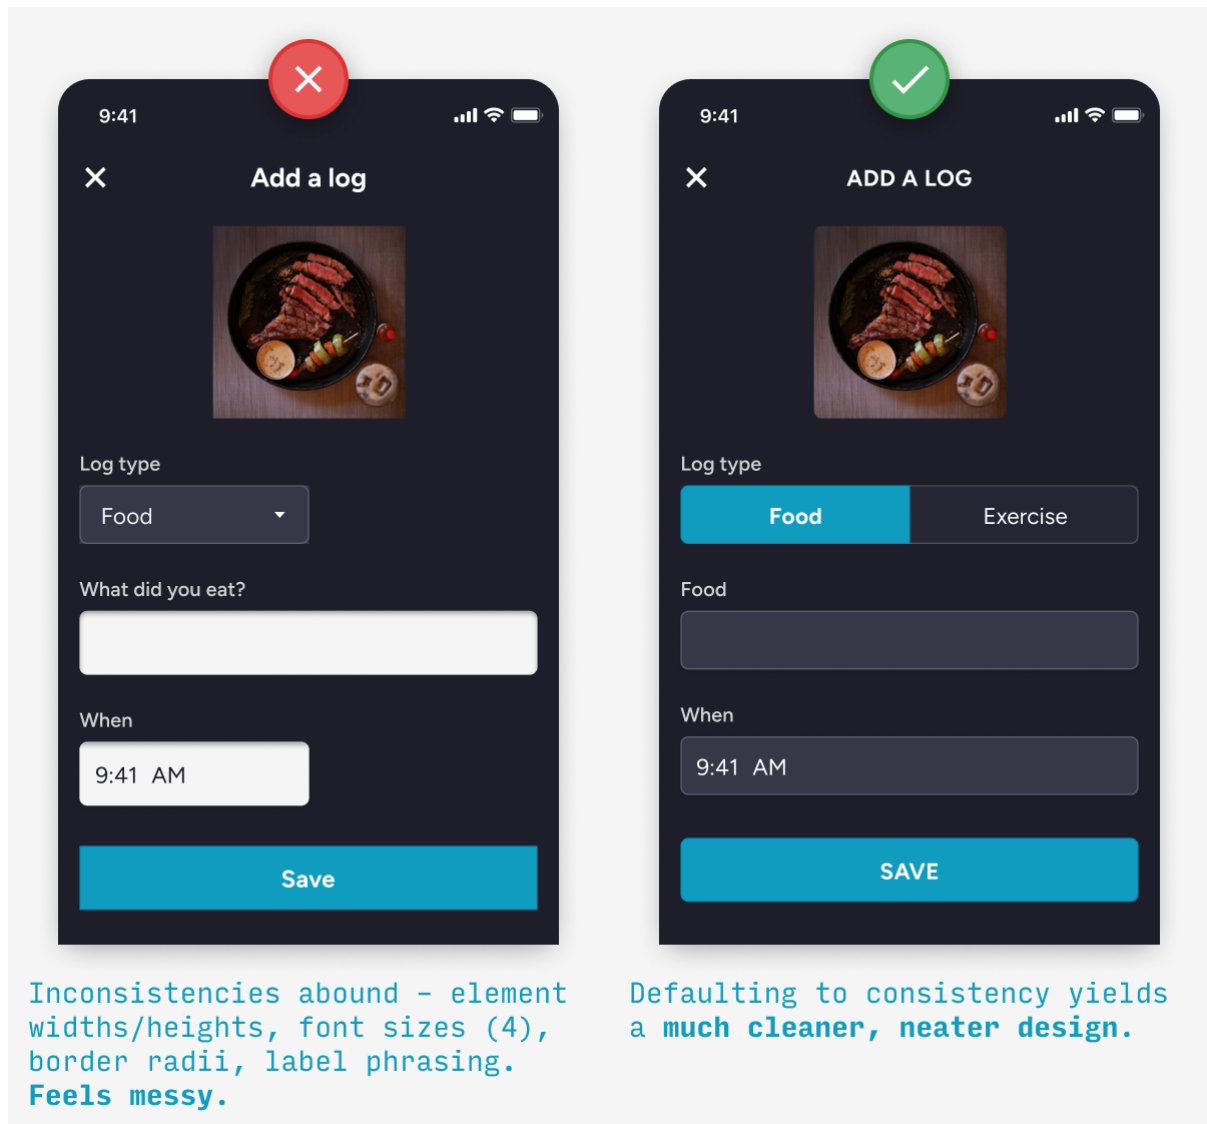 9:41
Add a log
Log type
Food
What did you eat?
When
9:41 AM
Save
Inconsistencies abound – element
widths/heights, font sizes (4),
border radii, label phrasing.
Feels messy.
9:41
ADD A LOG
Log type
Food Exercise
Food
When
9:41 AM
SAVE
Defaulting to consistency yields
a much cleaner, neater design.